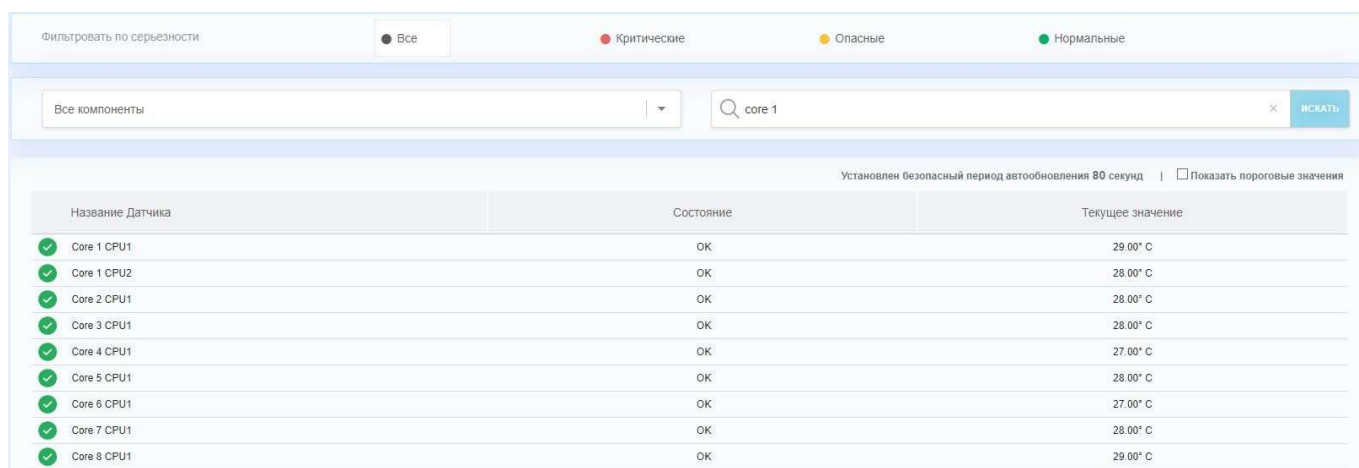 Фильтровать по серьезности Все Критические Опасные Нормальные
Все компоненты core 1 × ИСКАТЬ
Установлен безопасный период автообновления 80 секунд | Показать пороговые значения
Название Датчика Состояние Текущее значение
Core 1 CPU1 OK 29.00° C
Core 1 CPU2 OK 28.00° C
Core 2 CPU1 OK 28.00° C
Core 3 CPU1 OK 28.00° C
Core 4 CPU1 OK 27.00° C
Core 5 CPU1 OK 28.00° C
Core 6 CPU1 OK 27.00° C
Core 7 CPU1 OK 28.00° C
Core 8 CPU1 OK 29.00° C